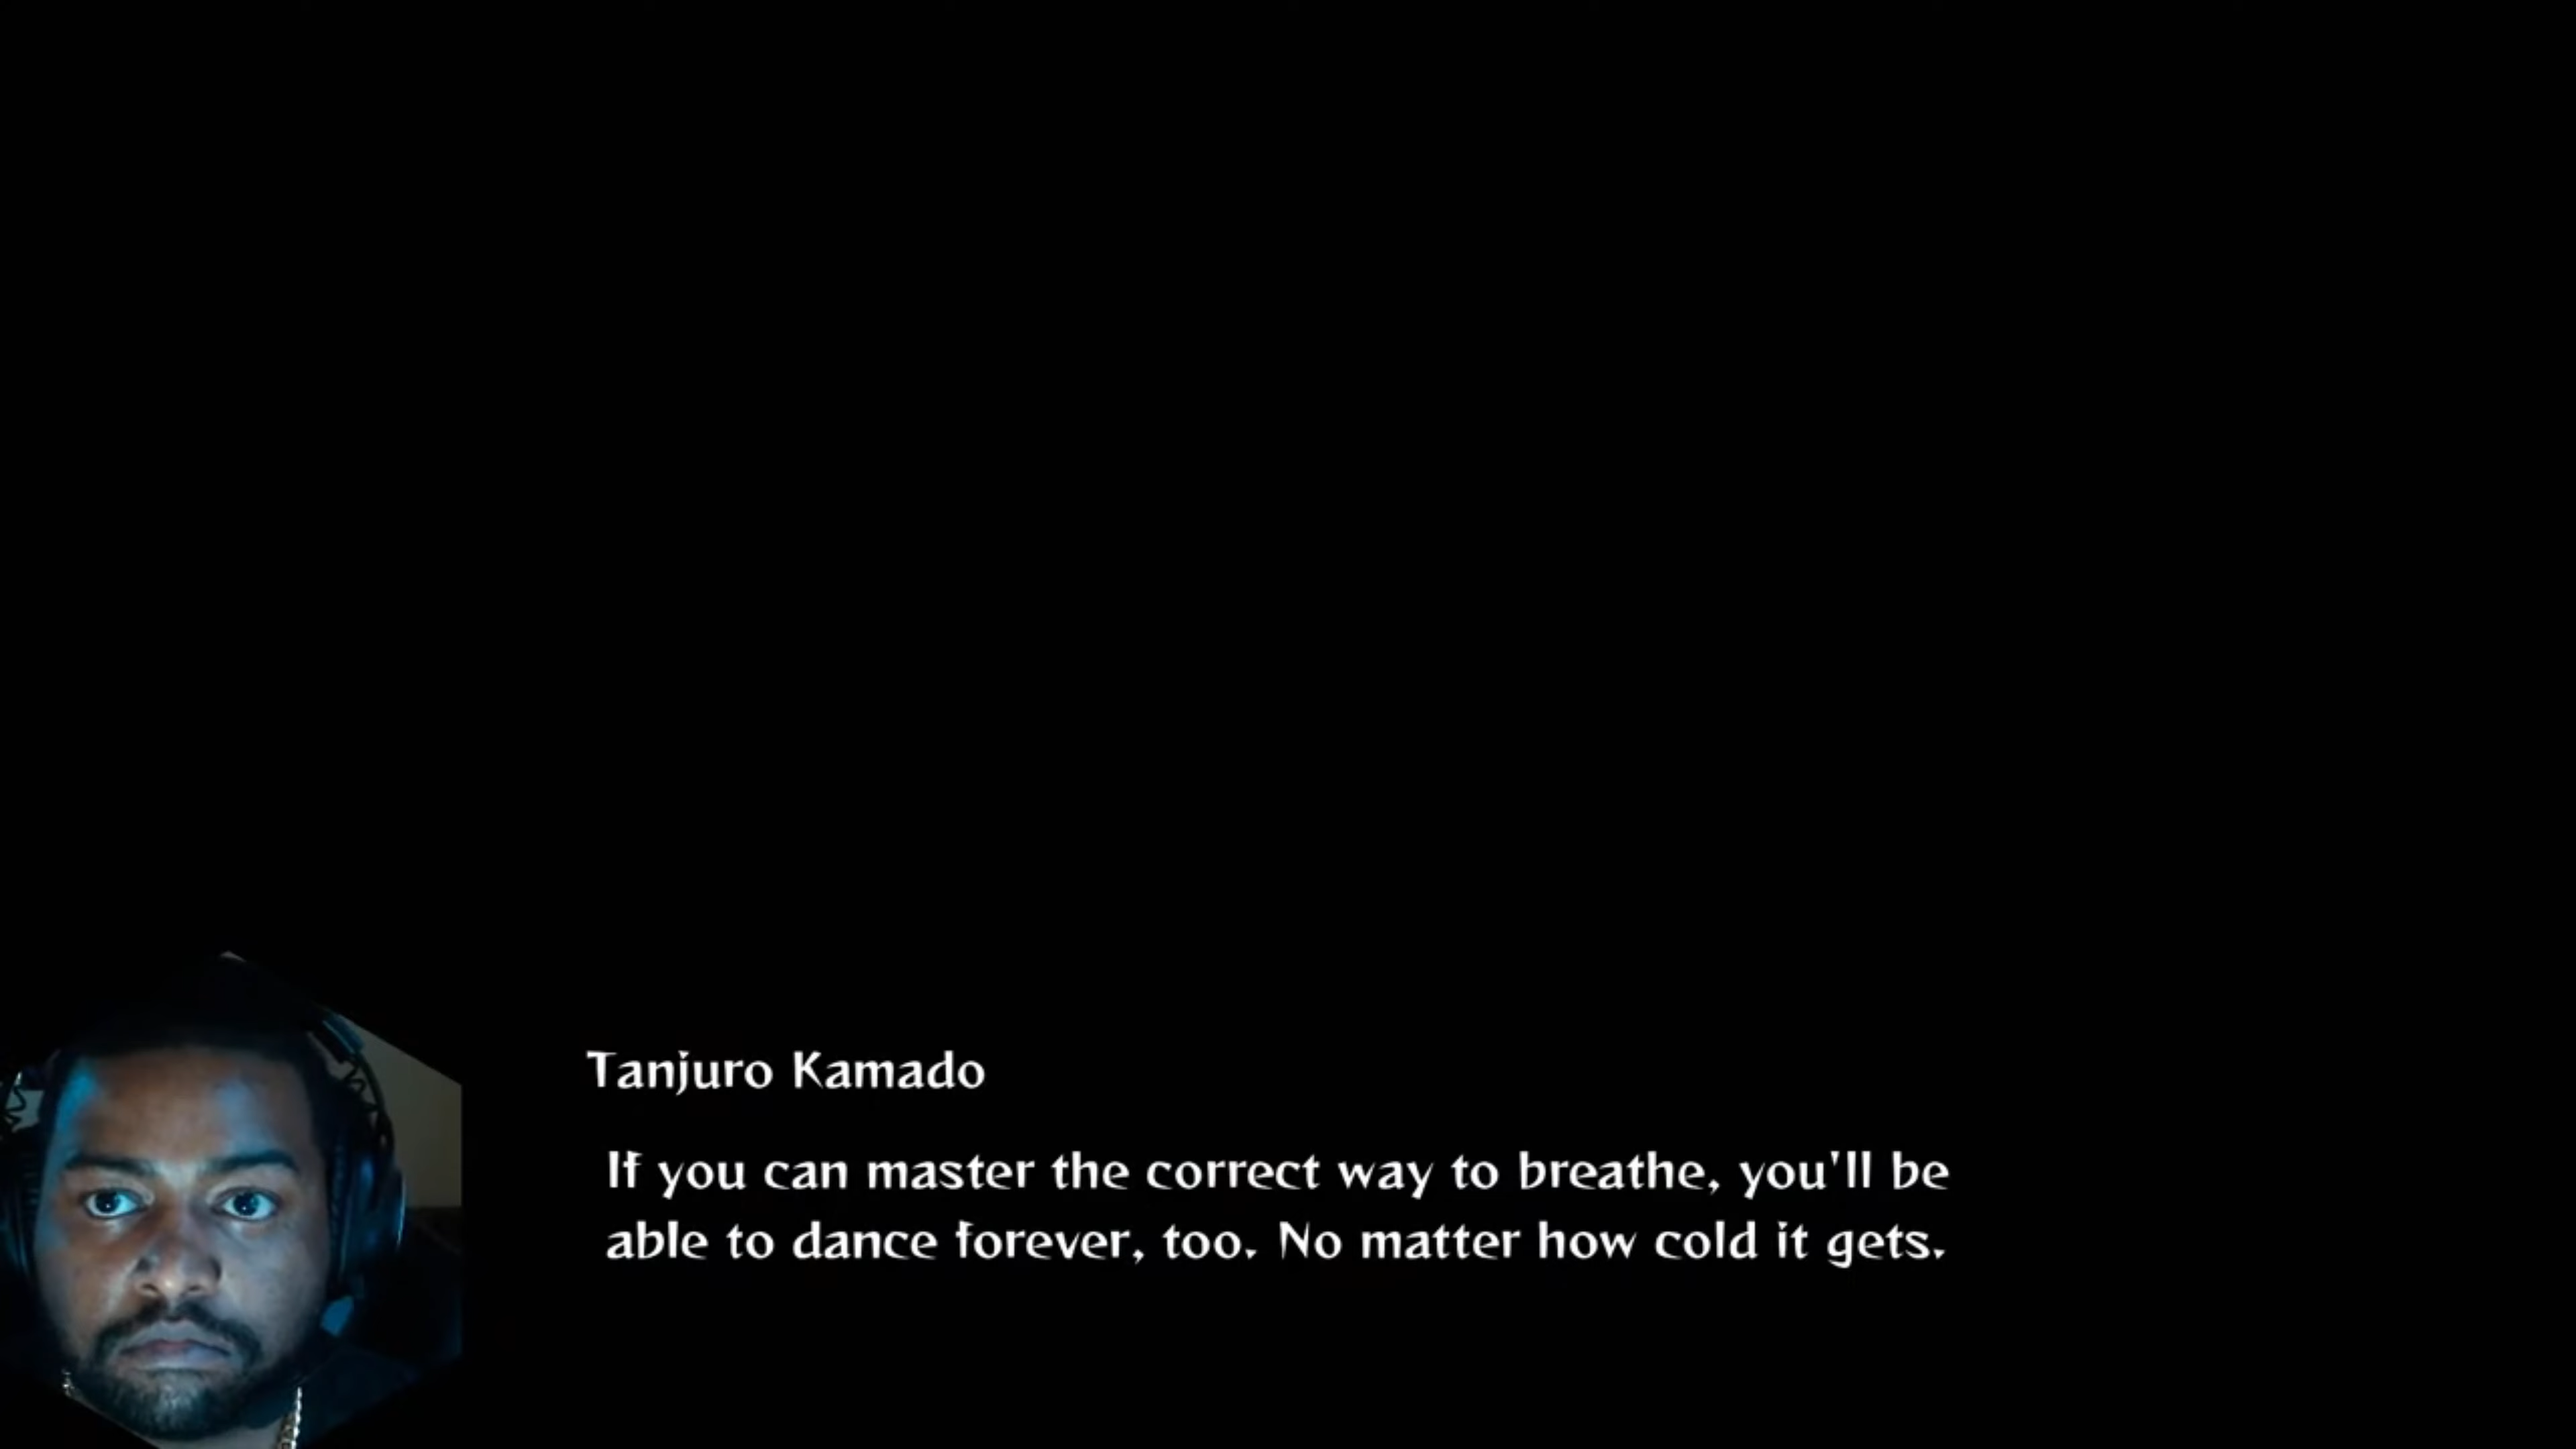 Tanjuro Kamado
If you can master the correct way to breathe, you'll be
able to dance forever, too. No matter how cold it gets.